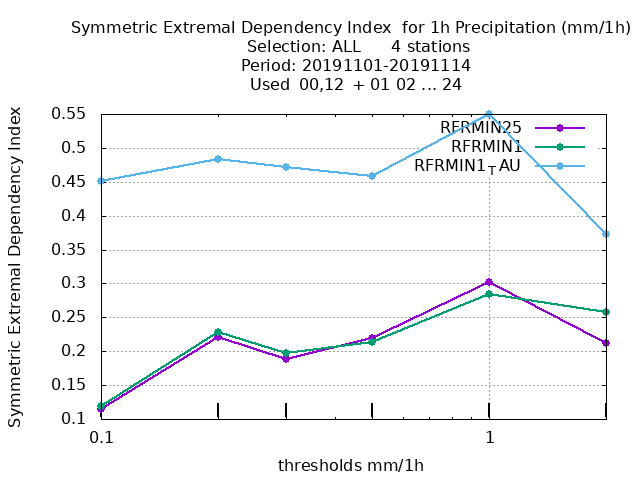 Symmetric Extremal Dependency Index for 1h Precipitation (mm/1h)
Selection: ALL 4 stations
Period: 20191101-20191114
Used 00,12 + 01 02 ... 24
Symmetric Extremal Dependency Index
0.55
0.5
0.45
0.4
0.35
0.3
0.25
0.2
0.15
0.1
RFRMIN25
RFRMIN1
RFRMIN1TAU
0.1
1
thresholds mm/1h